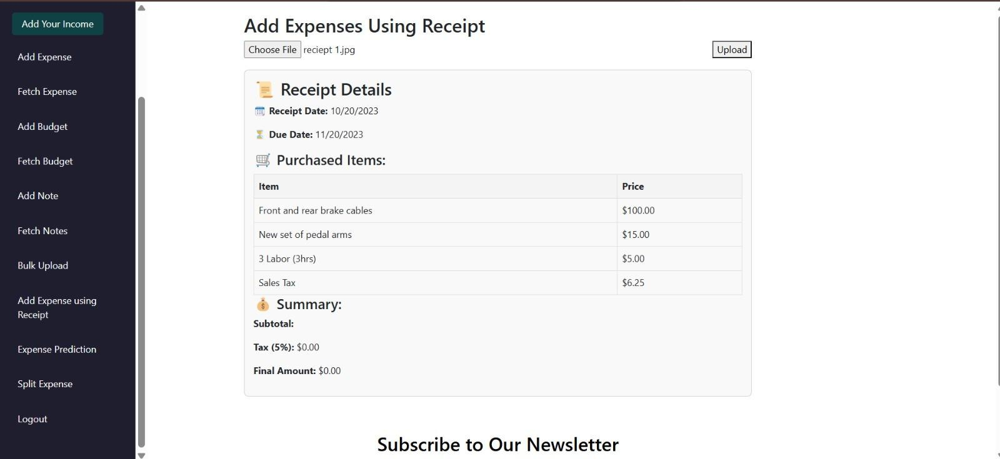 Add Your Income
Add Expense
Fetch Expense
Add Budget
Fetch Budget
Add Note
Fetch Notes
Bulk Upload
Add Expense using
Receipt
Expense Prediction
Split Expense
Logout
Add Expenses Using Receipt
Choose File reciept 1.jpg
Upload
Receipt Details
Receipt Date: 10/20/2023
Due Date: 11/20/2023
Purchased Items:
Item Price
Front and rear brake cables $100.00
New set of pedal arms $15.00
3 Labor (3hrs) $5.00
Sales Tax $6.25
Summary:
Subtotal:
Tax (5%): $0.00
Final Amount: $0.00
Subscribe to Our Newsletter